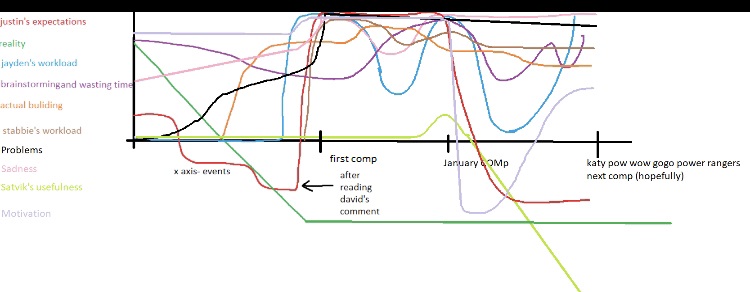 justin's expectations
reality
jayden's workload
brainstormingand wasting time
actual buliding
stabbie's workload
Problems
Sadness
Satvik's usefulness
Motivation
x axis- events
first comp
after
reading
david's
comment
January cOMp
katy pow wow gogo power rangers
next comp (hopefully)